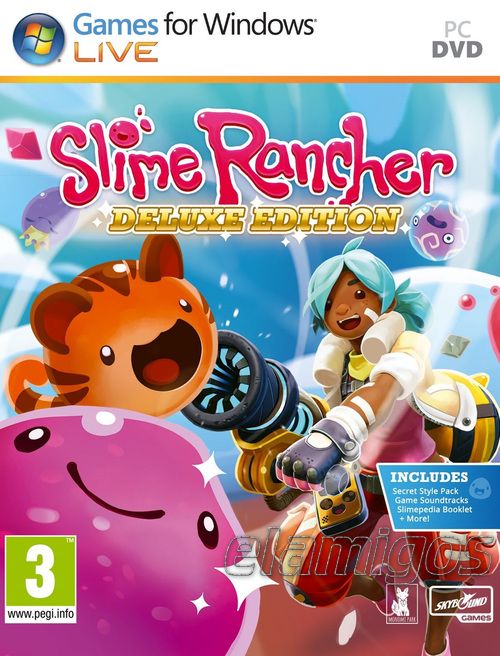 Games for Windows
LIVE
PC
DVD
Slime Rancher
DELUXE EDITION
INCLUDES
Secret Style Pack
Game Soundtracks
Slimepedia Booklet
+ More!
elamigos
3
www.pegi.info
MONOMI PARK
SKYBOUND
GAMES